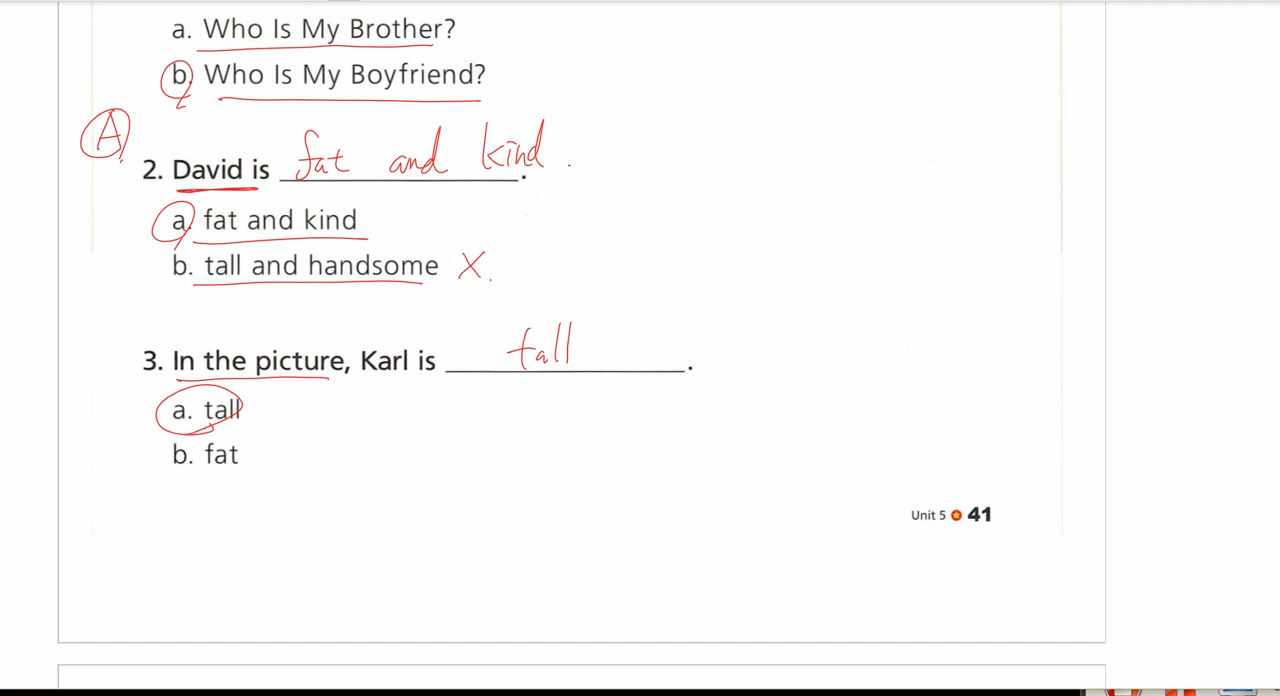 a. Who Is My Brother?
b. Who Is My Boyfriend?
A
2. David is fat and kind.
a. fat and kind
b. tall and handsome X
3. In the picture, Karl is tall.
a. tall
b. fat
Unit 5 41